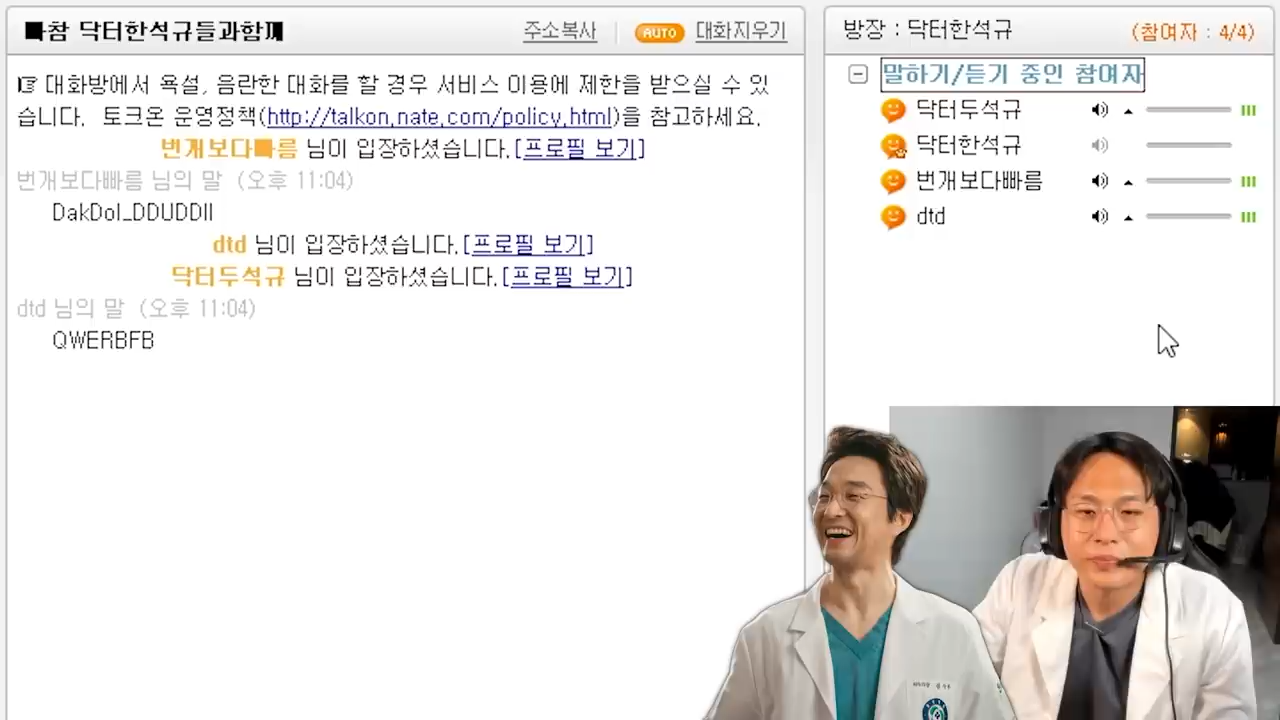 참 닥터한석규들과함께
주소복사
AUTO
대화지우기
☞ 대화방에서 욕설, 음란한 대화를 할 경우 서비스 이용에 제한을 받으실 수 있
습니다. 토크온 운영정책(http://talkon.nate.com/policy.html)을 참고하세요.
번개보다 름 님이 입장하셨습니다.[프로필 보기]
번개보다빠름 님의 말 (오후 11:04)
DakDol_DDUDDll
dtd 님이 입장하셨습니다.[프로필 보기]
닥터두석규 님이 입장하셨습니다.[프로필 보기]
dtd 님의 말 (오후 11:04)
QWERBFB
방장 : 닥터한석규
(참여자 : 4/4)
말하기/듣기 중인 참여자
닥터두석규
닥터한석규
번개보다빠름
dtd